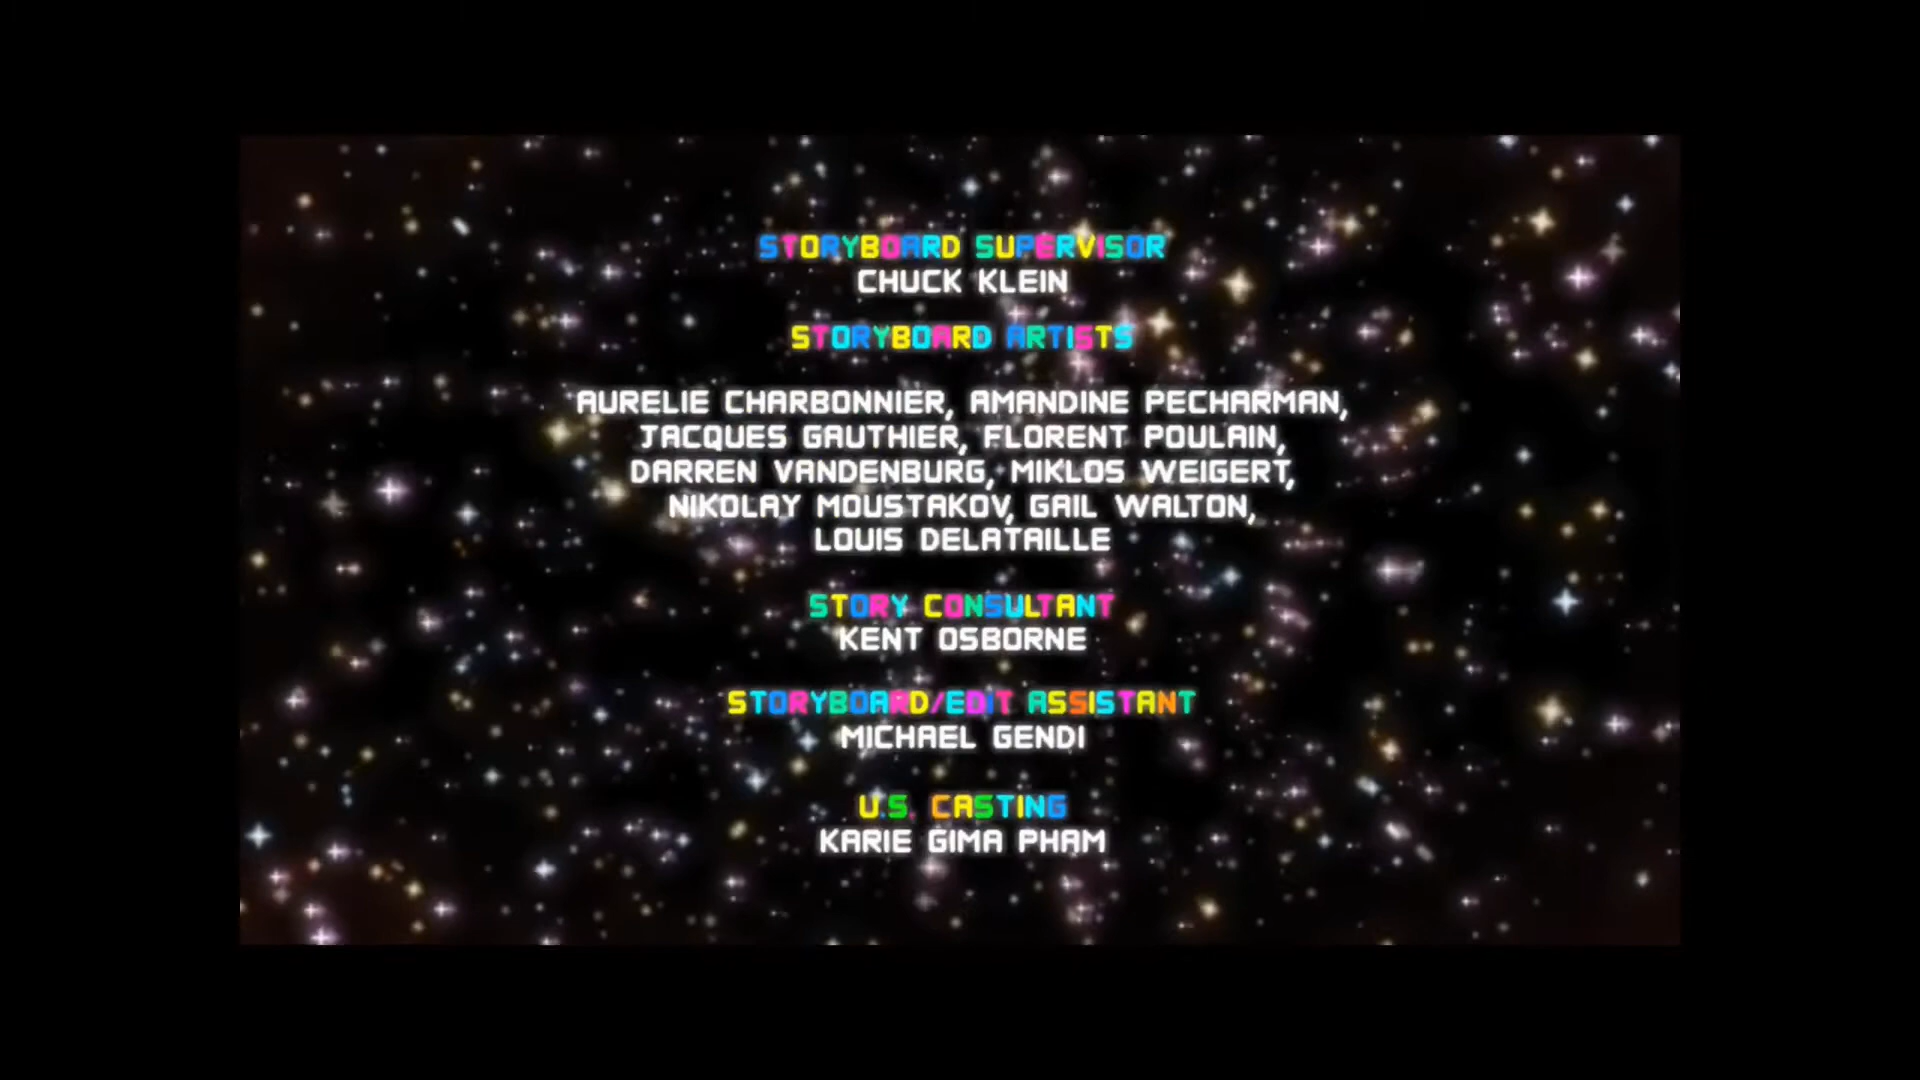 STORYBOARD SUPERVISOR
CHUCK KLEIN
STORYBOARD ARTISTS
AURELIE CHARBONNIER, AMANDINE PECHARMAN,
JACQUES GAUTHIER, FLORENT POULAIN,
DARREN VANDENBURG, MIKLOS WEIGERT,
NIKOLAY MOUSTAKOV, GAIL WALTON,
LOUIS DELATAILLE
STORY CONSULTANT
KENT OSBORNE
STORYBOARD/EDIT ASSISTANT
MICHAEL GENDI
U.S. CASTING
KARIE GIMA PHAM